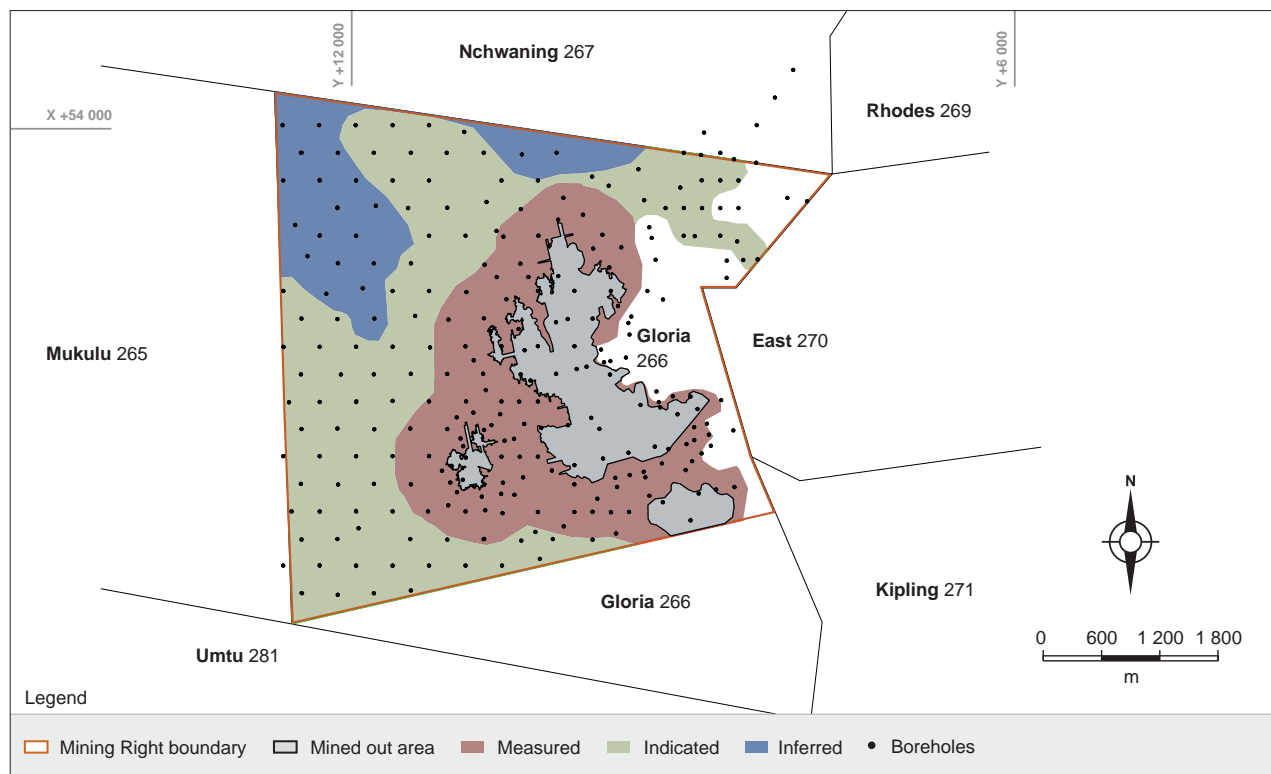 Y +12 000
Y +6 000
Nchwaning 267
X +54 000
Rhodes 269
Gloria
266
East 270
Mukulu 265
N
Gloria 266
Kipling 271
Umtu 281
0 600 1 200 1 800
m
Legend
Mining Right boundary Mined out area Measured Indicated Inferred Boreholes